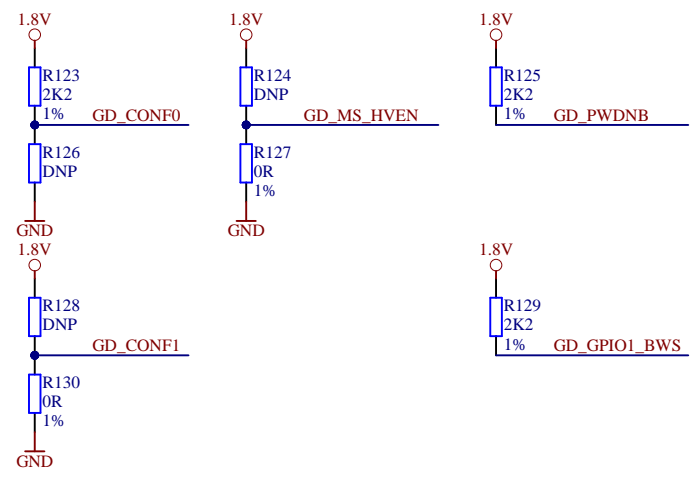 1.8V
R123
2K2
1%
GD_CONF0
R126
DNP
GND
1.8V
R124
DNP
GD_MS_HVEN
R127
0R
1%
GND
1.8V
R125
2K2
1%
GD_PWDNB
1.8V
R128
DNP
GD_CONF1
R130
0R
1%
GND
1.8V
R129
2K2
1%
GD_GPIO1_BWS